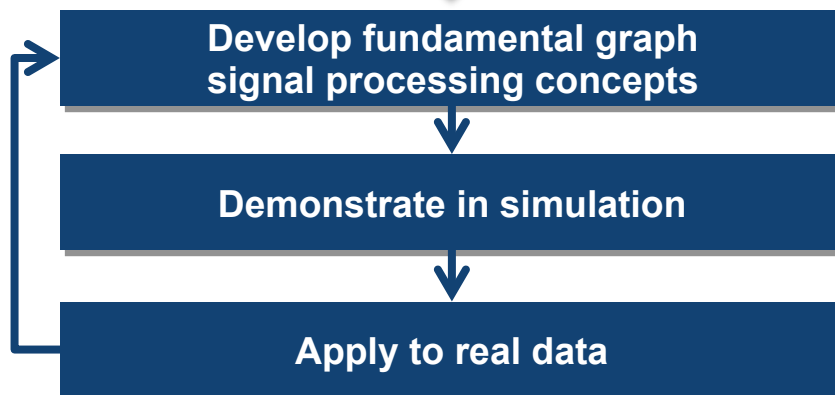 Develop fundamental graph
signal processing concepts
Demonstrate in simulation
Apply to real data